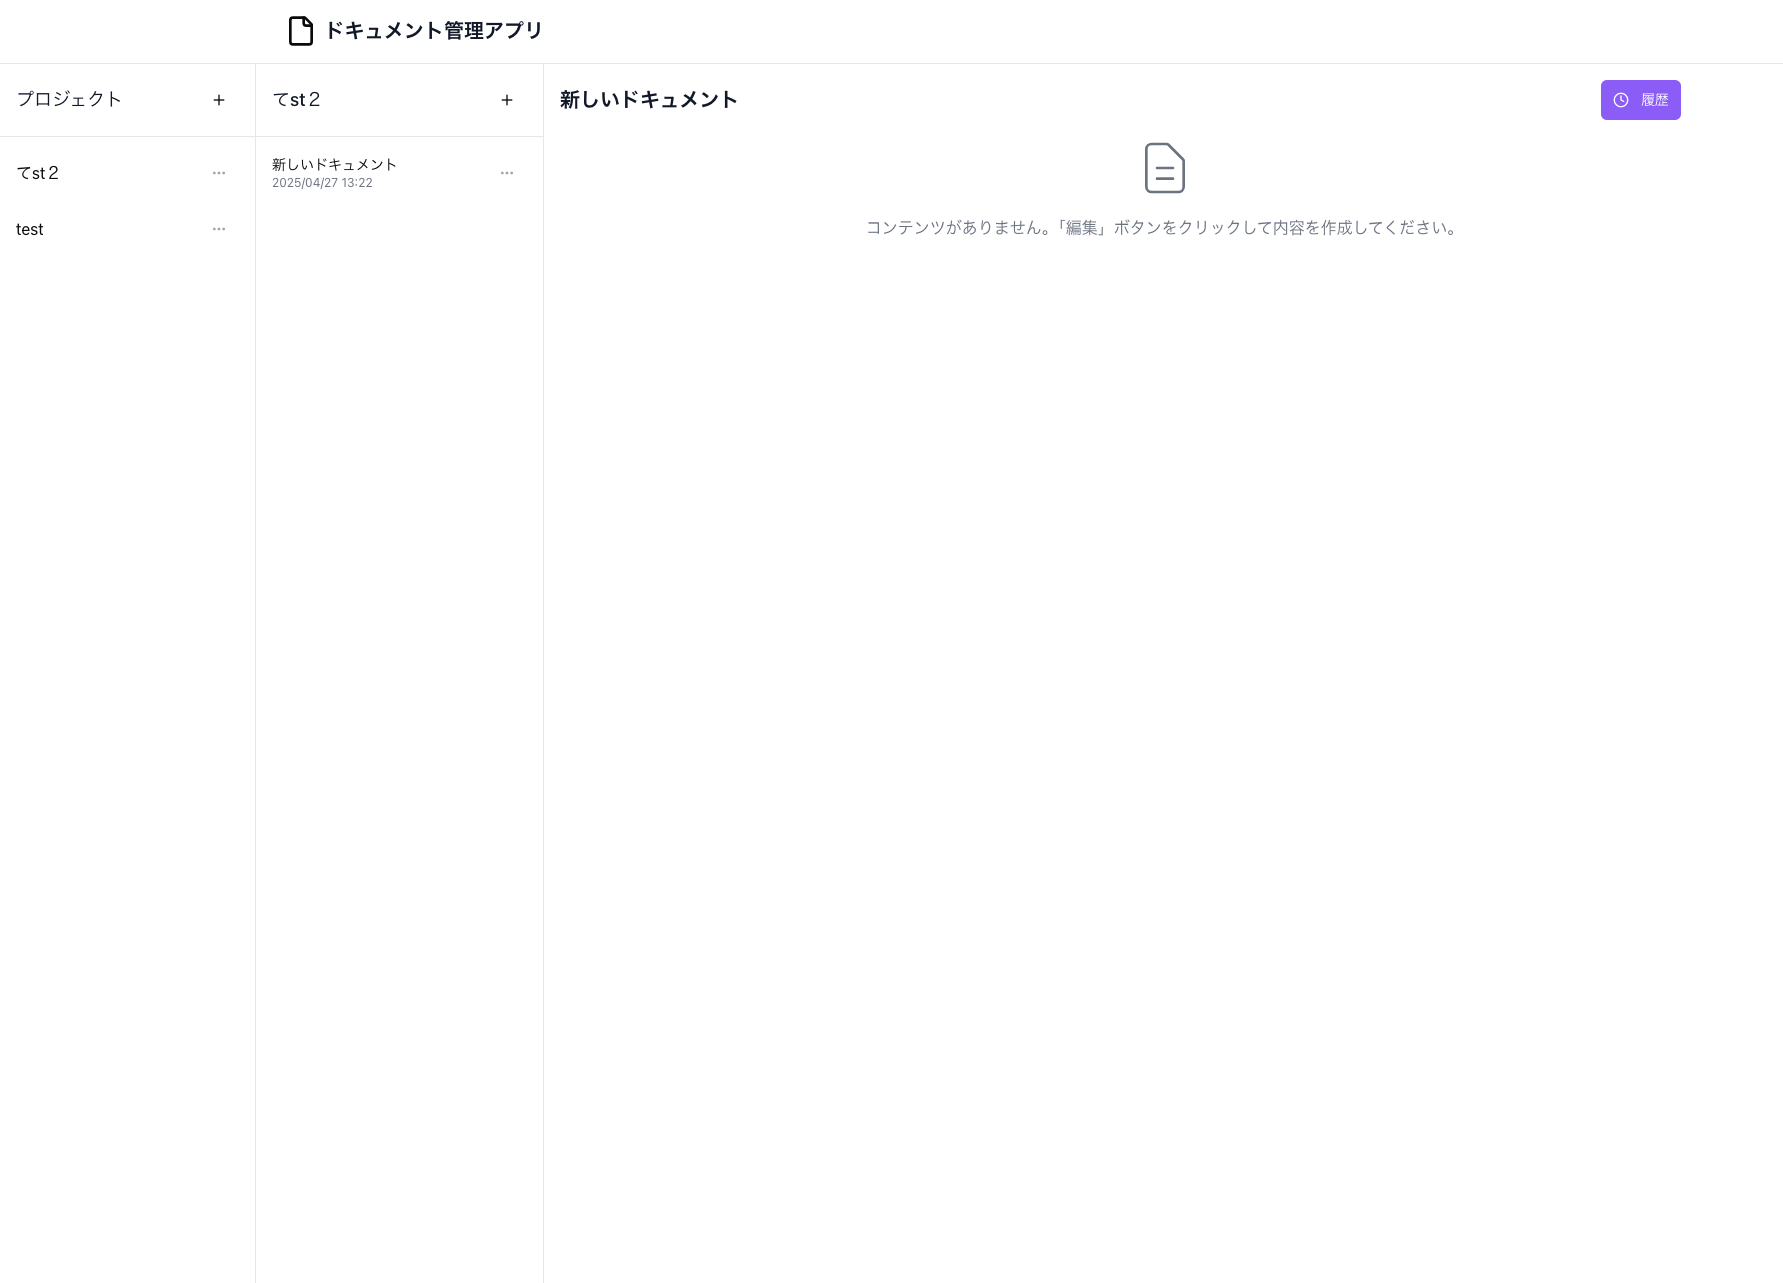 ドキュメント管理アプリ
プロジェクト
てst２
test
てst２
新しいドキュメント
2025/04/27 13:22
新しいドキュメント
履歴
コンテンツがありません。「編集」ボタンをクリックして内容を作成してください。